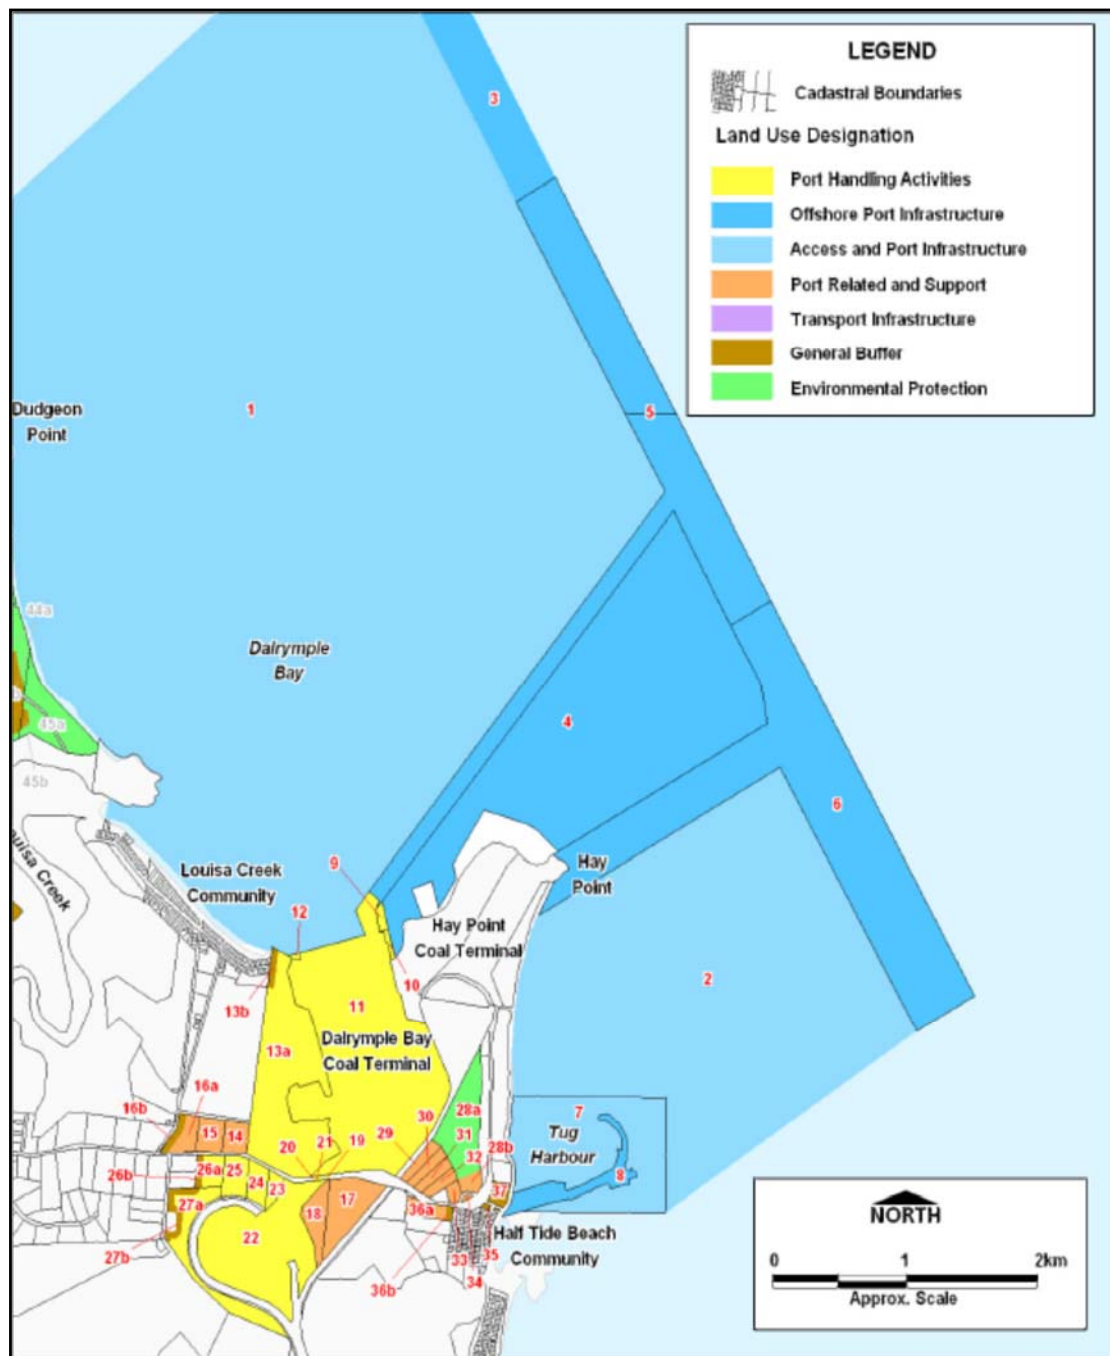 LEGEND
Cadastral Boundaries
Land Use Designation
Port Handling Activities
Offshore Port Infrastructure
Access and Port Infrastructure
Port Related and Support
Transport Infrastructure
General Buffer
Environmental Protection
3
1
5
Dudgeon
Point
44a
Dalrymple
Bay
45a
45b
4
6
Louisa Creek
Louisa Creek
Community
9
12
Hay
Point
Hay Point
Coal Terminal
10
2
13b
11
13a
Dalrymple Bay
Coal Terminal
16a
16b
15
14
20
21
19
29
30
28a
31
32
28b
7
Tug
Harbour
8
26b
26a
25
24
23
27a
22
27b
18
17
36a
37
36b
33
34
35
Half Tide Beach
Community
NORTH
0
1
2km
Approx. Scale